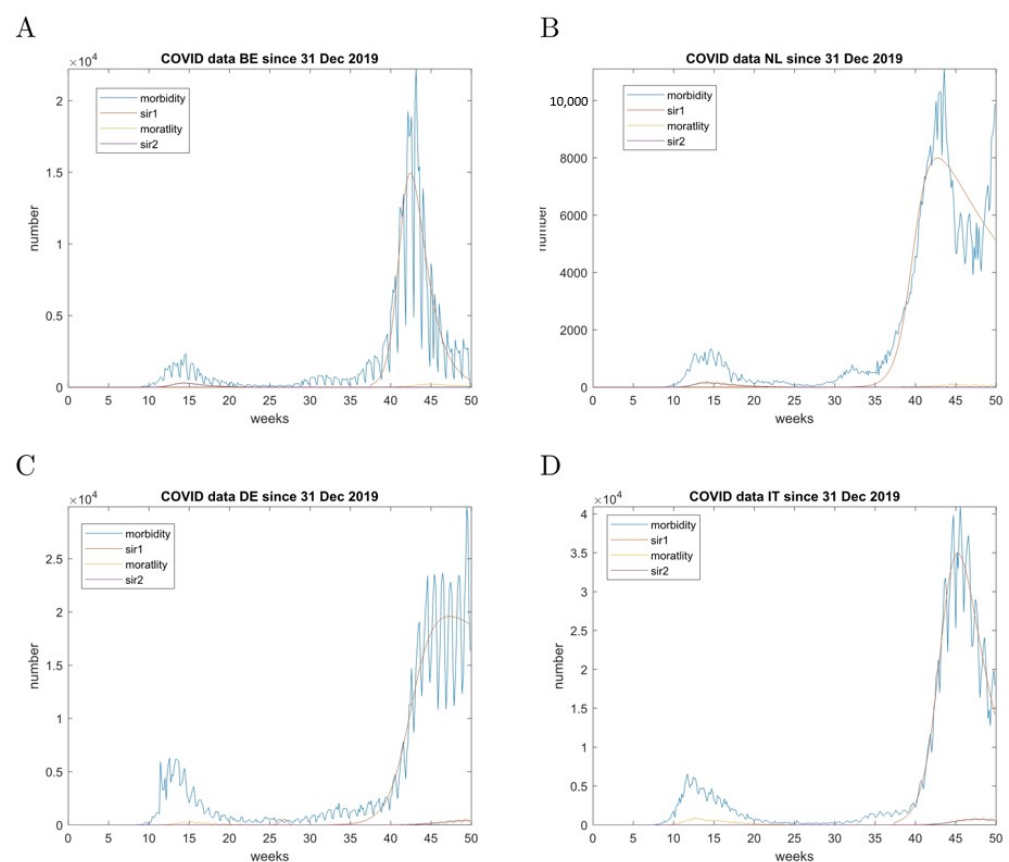 A
COVID data BE since 31 Dec 2019
×10⁴
morbidity
sir1
moratlity
sir2
number
2
1.5
1
0.5
0
0 5 10 15 20 25 30 35 40 45 50
weeks
B
COVID data NL since 31 Dec 2019
morbidity
sir1
moratlity
sir2
number
10,000
8000
6000
4000
2000
0
0 5 10 15 20 25 30 35 40 45 50
weeks
C
COVID data DE since 31 Dec 2019
×10⁴
morbidity
sir1
moratlity
sir2
number
2.5
2
1.5
1
0.5
0
0 5 10 15 20 25 30 35 40 45 50
weeks
D
COVID data IT since 31 Dec 2019
×10⁴
morbidity
sir1
moratlity
sir2
number
4
3.5
3
2.5
2
1.5
1
0.5
0
0 5 10 15 20 25 30 35 40 45 50
weeks